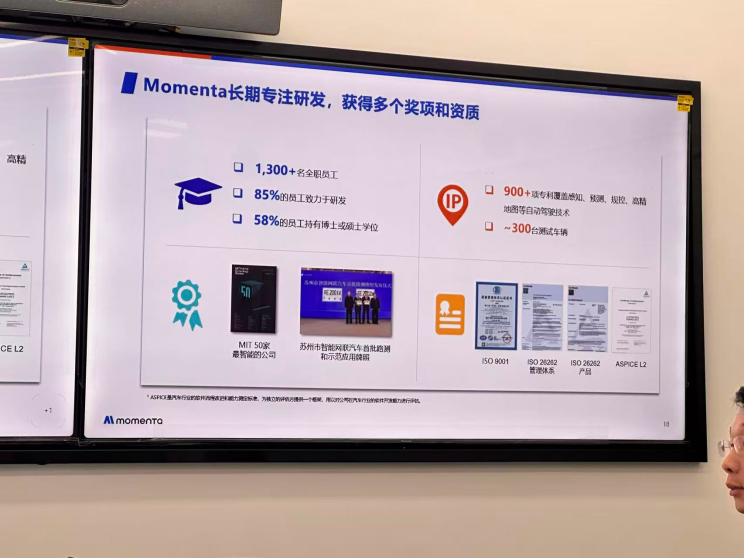 高精
CE L2
+1
Momenta长期专注研发，获得多个奖项和资质
1,300+名全职员工
85%的员工致力于研发
58%的员工持有博士或硕士学位
IP
900+项专利覆盖感知、预测、规控、高精
地图等自动驾驶技术
~300台测试车辆
50
MIT 50家
最智能的公司
苏州市智能网联汽车首批路测
和示范应用牌照
ISO 9001
ISO 26262
管理体系
ISO 26262
产品
ASPICE L2
momenta
18